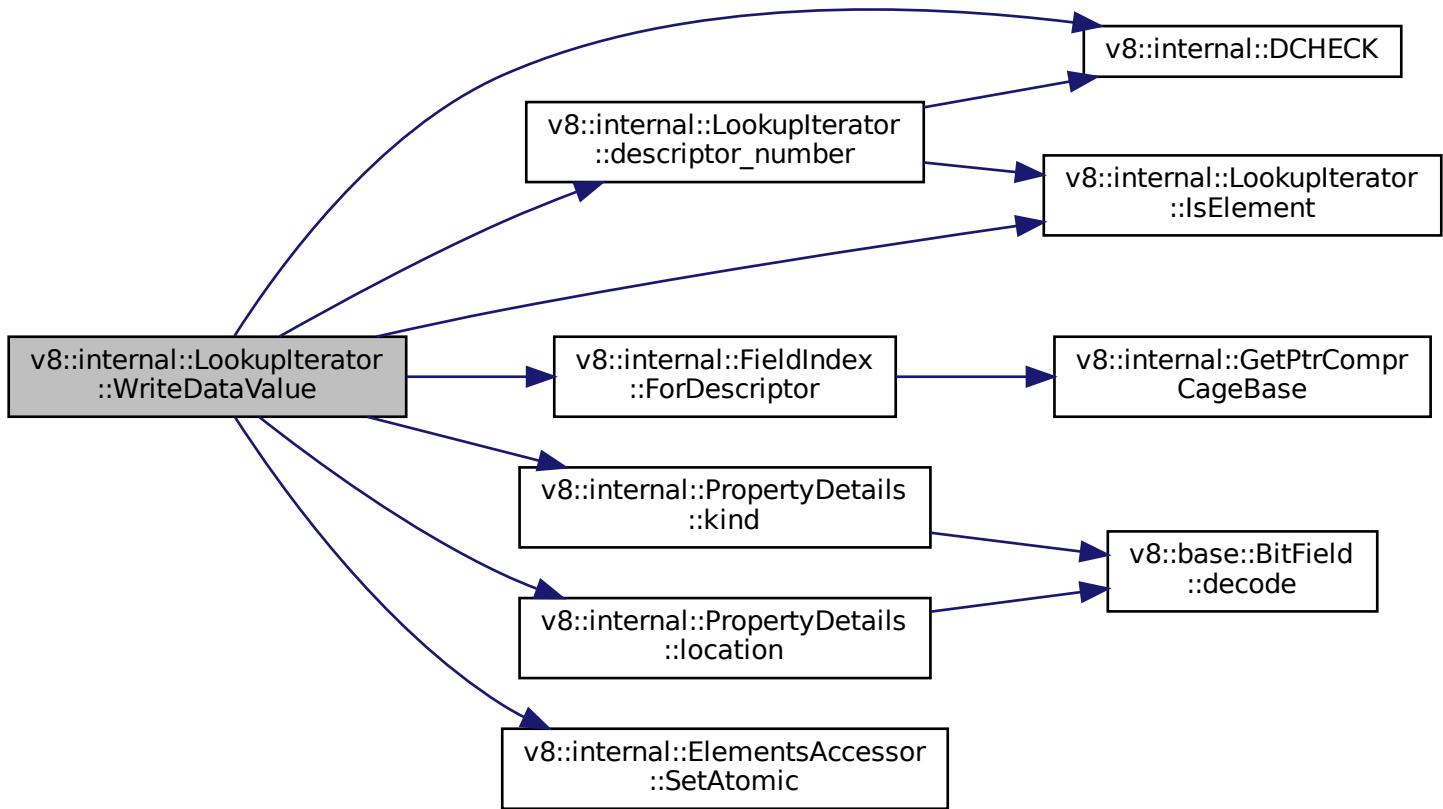 v8::internal::DCHECK
v8::internal::LookupIterator
::descriptor_number
v8::internal::LookupIterator
::IsElement
v8::internal::LookupIterator
::WriteDataValue
v8::internal::FieldIndex
::ForDescriptor
v8::internal::GetPtrCompr
CageBase
v8::internal::PropertyDetails
::kind
v8::base::BitField
::decode
v8::internal::PropertyDetails
::location
v8::internal::ElementsAccessor
::SetAtomic